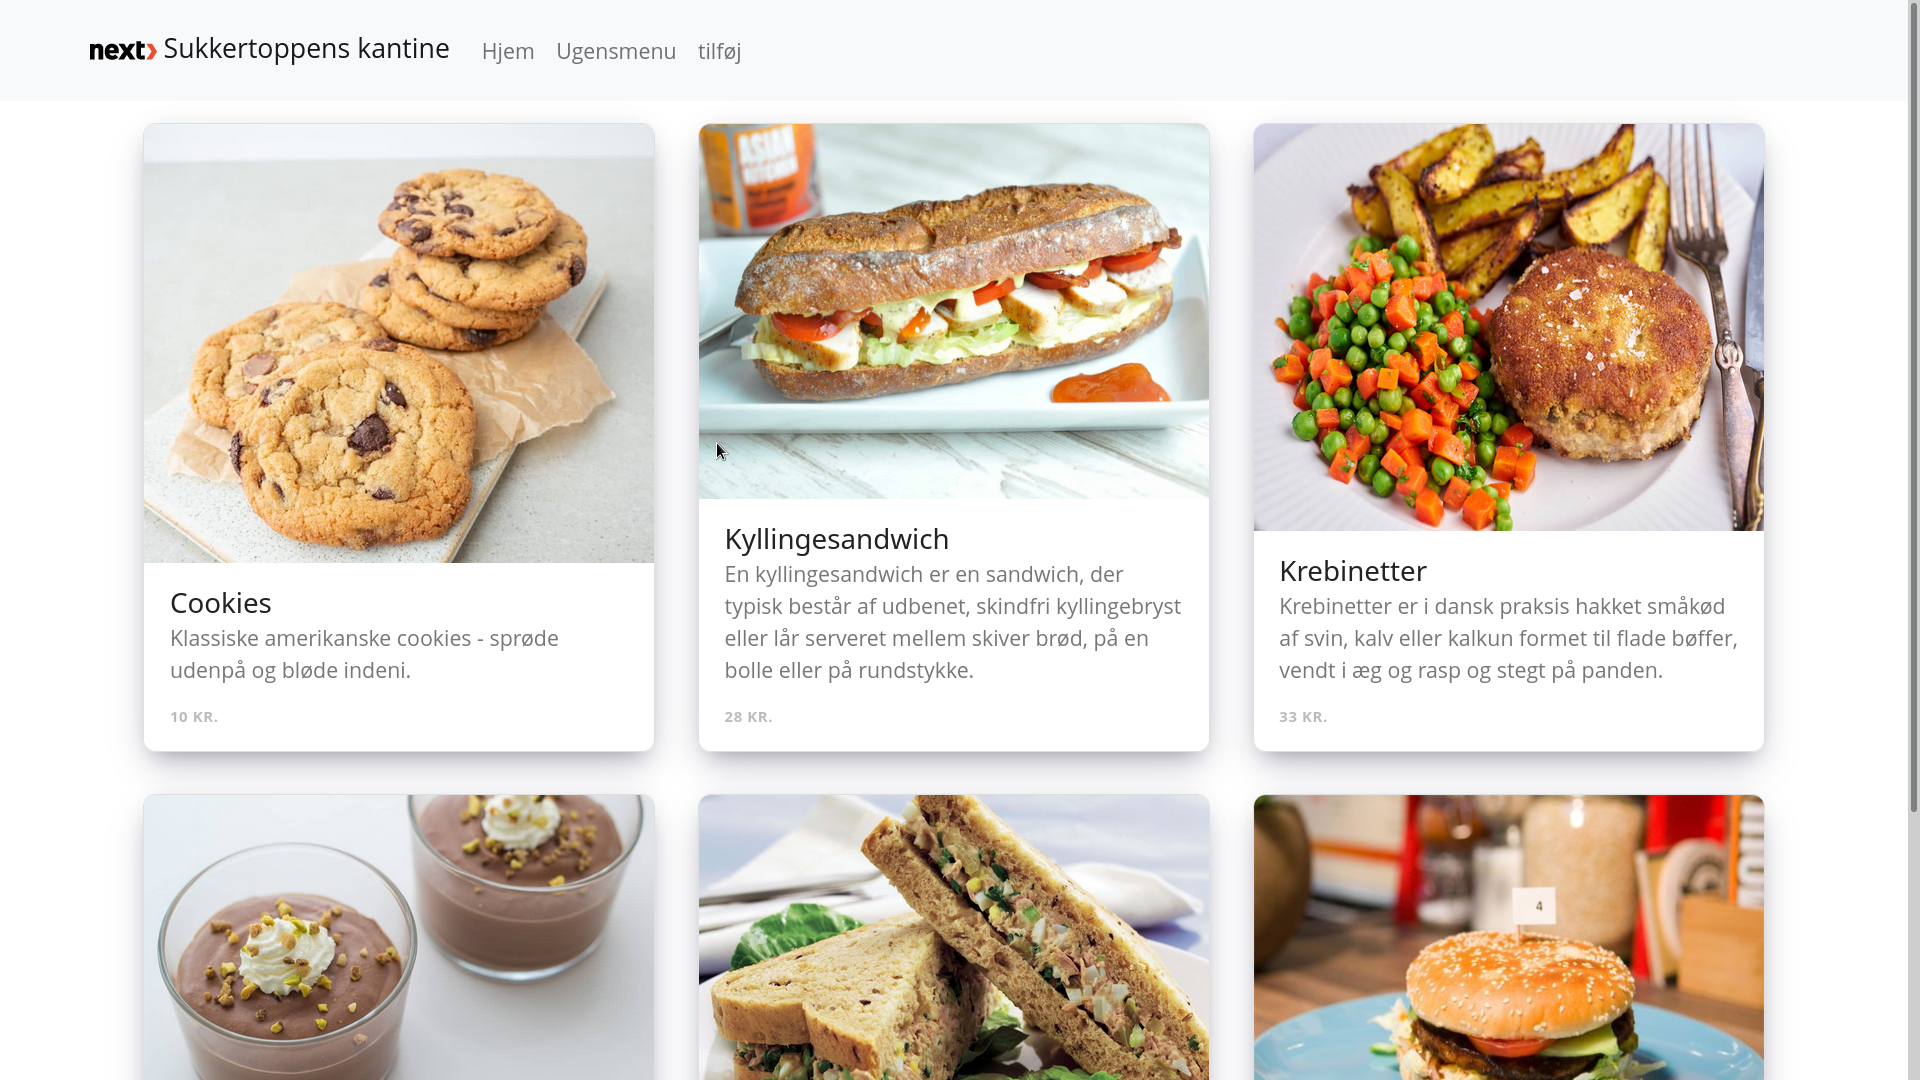 next Sukkertoppens kantine Hjem Ugensmenu tilføj
ASIAN
Cookies
Klassiske amerikanske cookies - sprøde
udenpå og bløde indeni.
10 KR.
Kyllingesandwich
En kyllingesandwich er en sandwich, der
typisk består af udbenet, skindfri kyllingebryst
eller lår serveret mellem skiver brød, på en
bolle eller på rundstykke.
28 KR.
Krebinetter
Krebinetter er i dansk praksis hakket småkød
af svin, kalv eller kalkun formet til flade bøffer,
vendt i æg og rasp og stegt på panden.
33 KR.
4